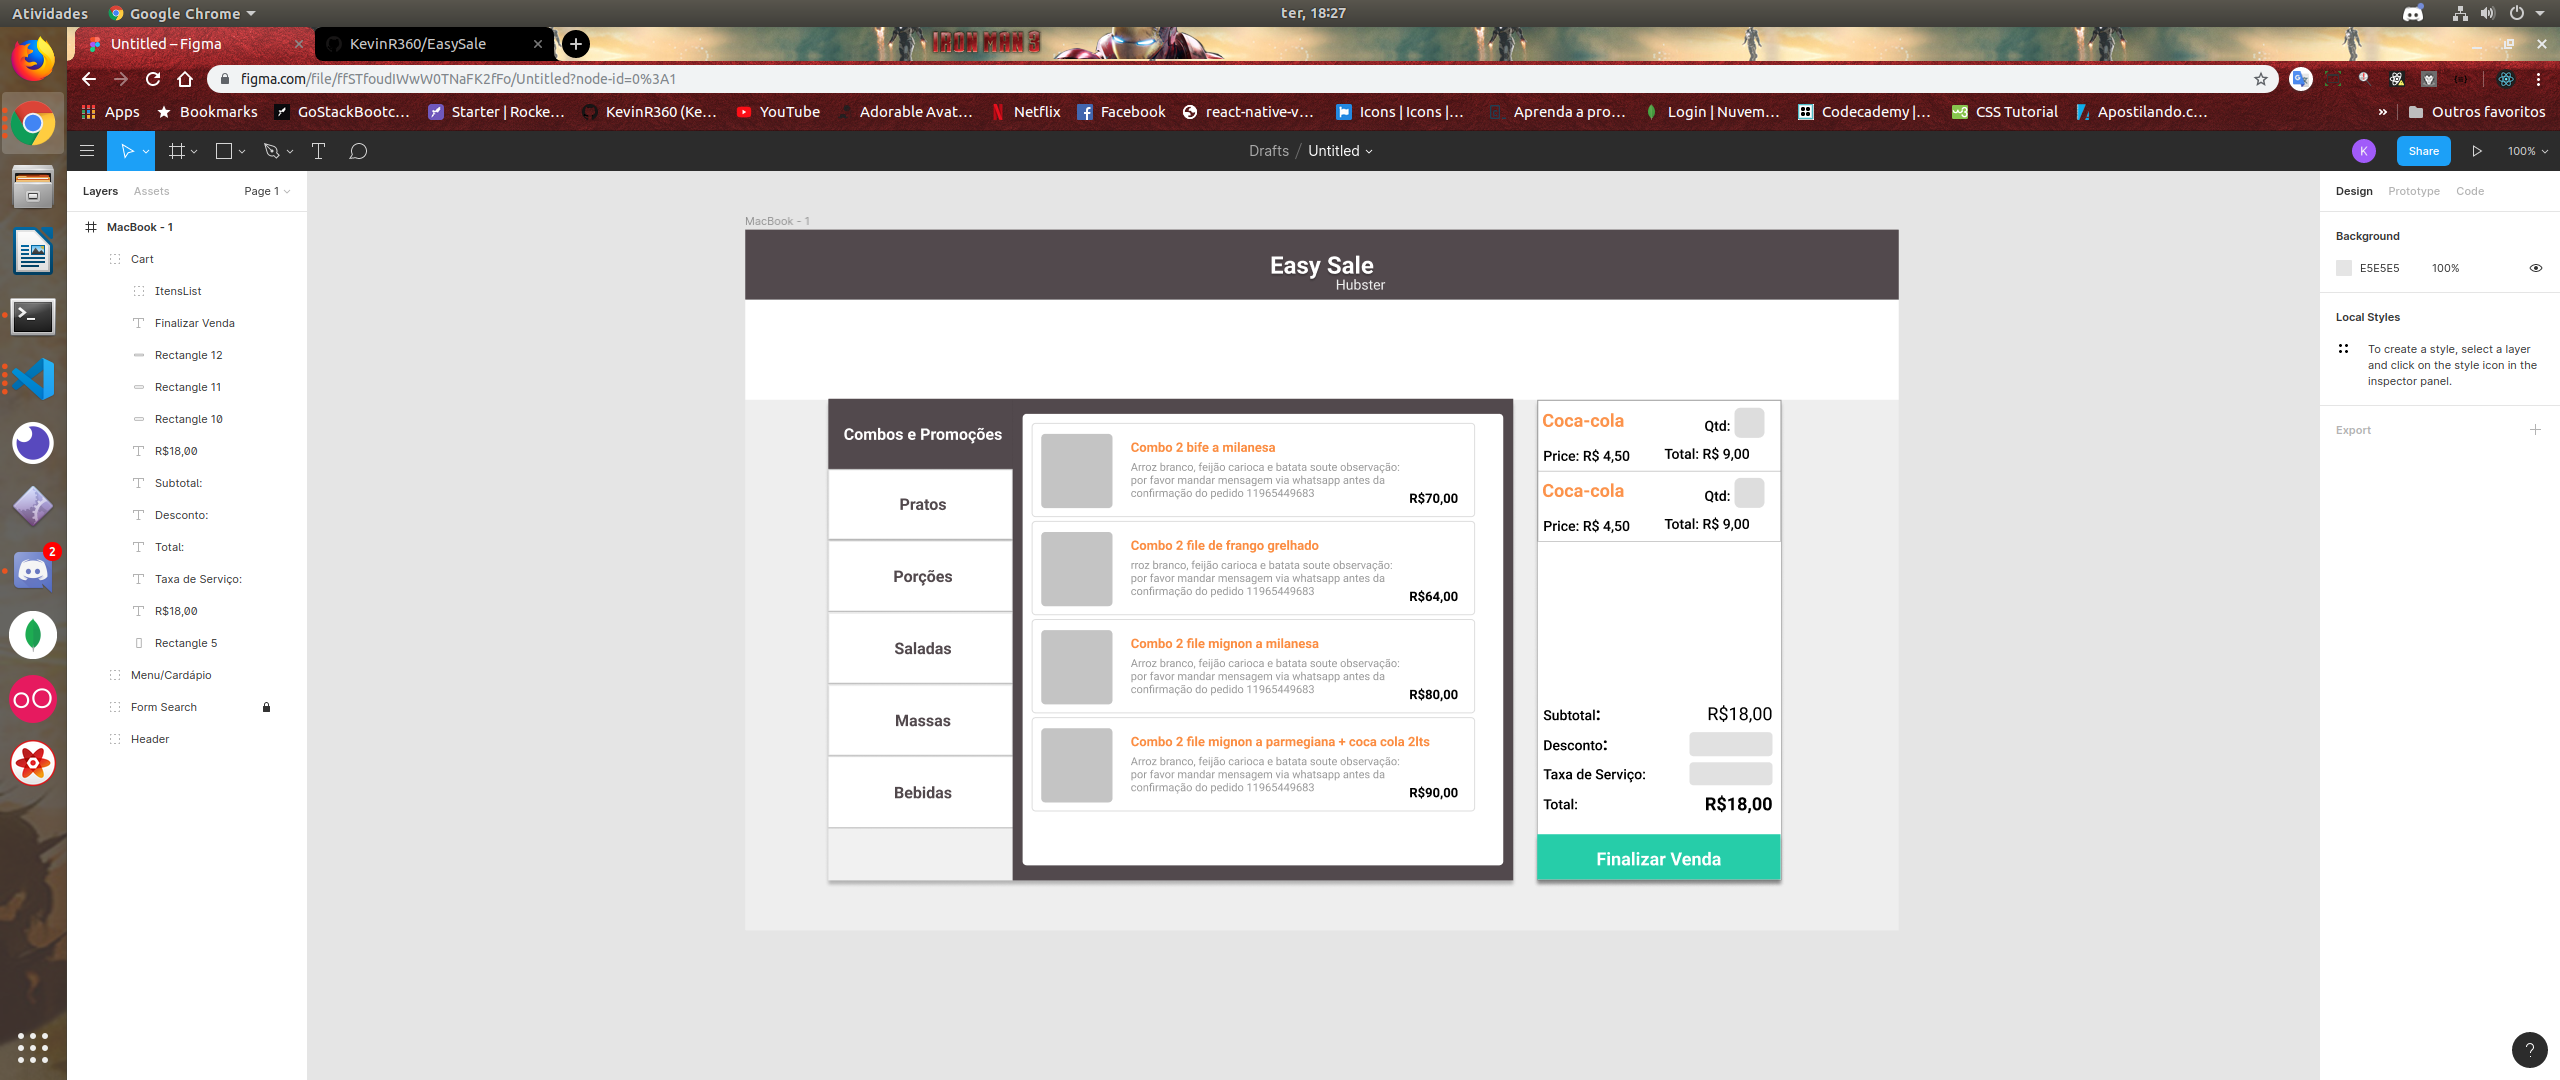 Atividades
Google Chrome
ter, 18:27
Untitled – Figma
KevinR360/EasySale
IRON MAN 3
figma.com/file/ffSTfoudIWwW0TNaFK2fFo/Untitled?node-id=0%3A1
Apps
Bookmarks
GoStackBootc...
Starter | Rocke...
KevinR360 (Ke...
YouTube
Adorable Avat...
Netflix
Facebook
react-native-v...
Icons | Icons |...
Aprenda a pro...
Login | Nuvem...
Codecademy |...
CSS Tutorial
Apostilando.c...
»
Outros favoritos
Drafts / Untitled
K
Share
100%
Layers
Assets
Page 1
MacBook - 1
Cart
ItensList
Finalizar Venda
Rectangle 12
Rectangle 11
Rectangle 10
R$18,00
Subtotal:
Desconto:
Total:
Taxa de Serviço:
R$18,00
Rectangle 5
Menu/Cardápio
Form Search
Header
2
MacBook - 1
Easy Sale
Hubster
Combos e Promoções
Pratos
Porções
Saladas
Massas
Bebidas
Combo 2 bife a milanesa
Arroz branco, feijão carioca e batata soute observação:
por favor mandar mensagem via whatsapp antes da
confirmação do pedido 11965449683
R$70,00
Combo 2 file de frango grelhado
rroz branco, feijão carioca e batata soute observação:
por favor mandar mensagem via whatsapp antes da
confirmação do pedido 11965449683
R$64,00
Combo 2 file mignon a milanesa
Arroz branco, feijão carioca e batata soute observação:
por favor mandar mensagem via whatsapp antes da
confirmação do pedido 11965449683
R$80,00
Combo 2 file mignon a parmegiana + coca cola 2lts
Arroz branco, feijão carioca e batata soute observação:
por favor mandar mensagem via whatsapp antes da
confirmação do pedido 11965449683
R$90,00
Coca-cola
Qtd:
Price: R$ 4,50
Total: R$ 9,00
Coca-cola
Qtd:
Price: R$ 4,50
Total: R$ 9,00
Subtotal:
R$18,00
Desconto:
Taxa de Serviço:
Total:
R$18,00
Finalizar Venda
Design
Prototype
Code
Background
E5E5E5
100%
Local Styles
To create a style, select a layer
and click on the style icon in the
inspector panel.
Export
?